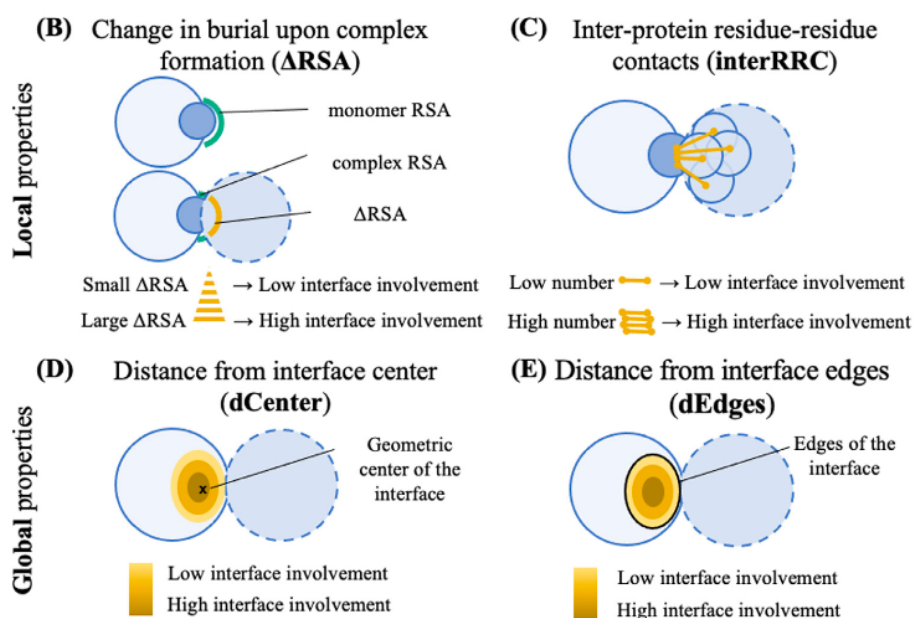 (B) Change in burial upon complex
formation (ΔRSA)
monomer RSA
complex RSA
ΔRSA
Small ΔRSA → Low interface involvement
Large ΔRSA → High interface involvement
(C) Inter-protein residue-residue
contacts (interRRC)
Low number → Low interface involvement
High number → High interface involvement
Local properties
(D) Distance from interface center
(dCenter)
Geometric
center of the
interface
x
Low interface involvement
High interface involvement
(E) Distance from interface edges
(dEdges)
Edges of the
interface
Low interface involvement
High interface involvement
Global properties